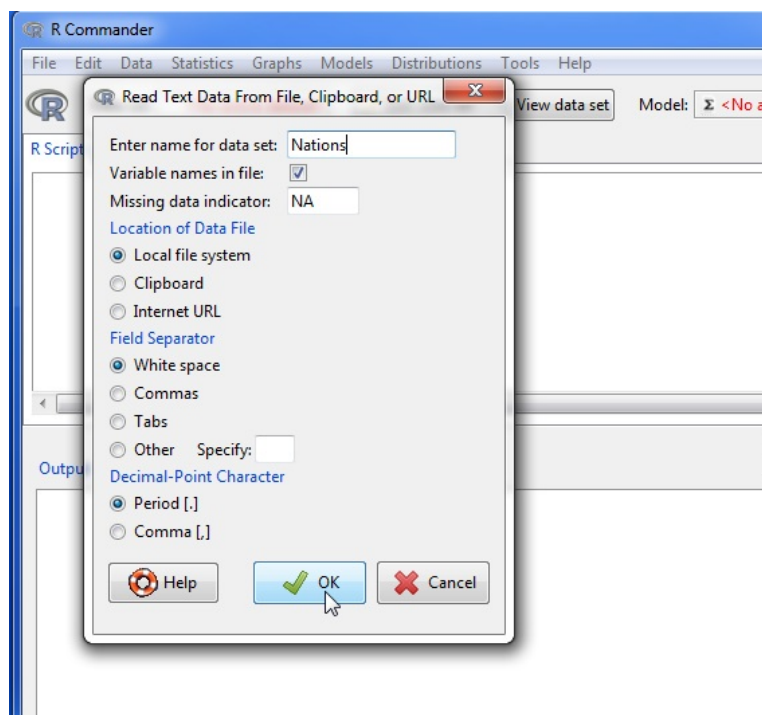 R Commander
File Edit Data Statistics Graphs Models Distributions Tools Help
Read Text Data From File, Clipboard, or URL
View data set Model: Σ <No a
R Script
Enter name for data set: Nations
Variable names in file:
Missing data indicator: NA
Location of Data File
Local file system
Clipboard
Internet URL
Field Separator
White space
Commas
Tabs
Other Specify:
Outpu
Decimal-Point Character
Period [.]
Comma [,]
Help OK Cancel